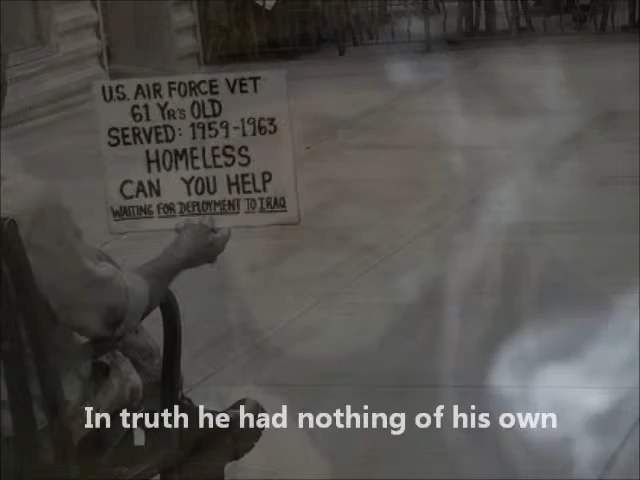 U.S. AIR FORCE VET
61 YRS OLD
SERVED: 1959-1963
HOMELESS
CAN YOU HELP
WAITING FOR DEPLOYMENT TO IRAQ
In truth he had nothing of his own